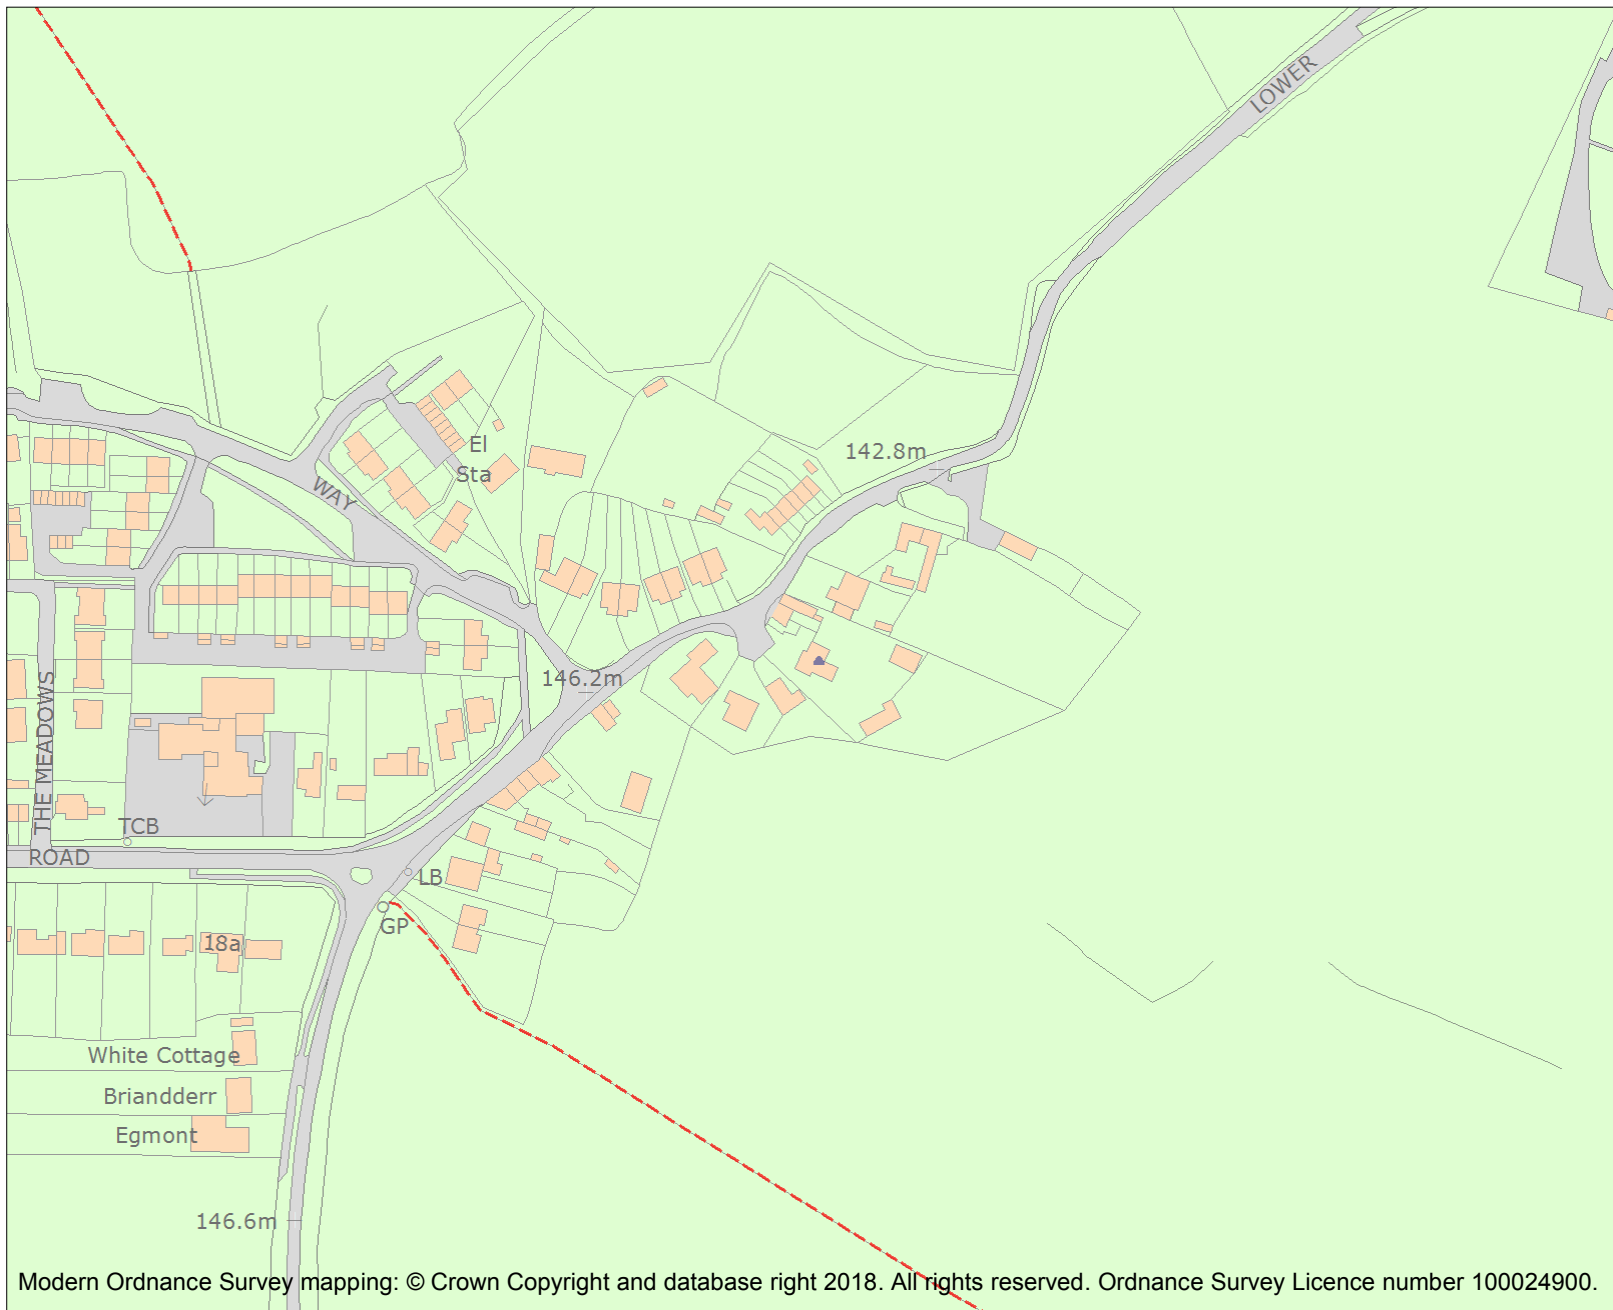 LOWER
142.8m
El
Sta
WAY
146.2m
THE MEADOWS
TCB
ROAD
LB
GP
18a
White Cottage
Briandderr
Egmont
146.6m
Modern Ordnance Survey mapping: © Crown Copyright and database right 2018. All rights reserved. Ordnance Survey Licence number 100024900.